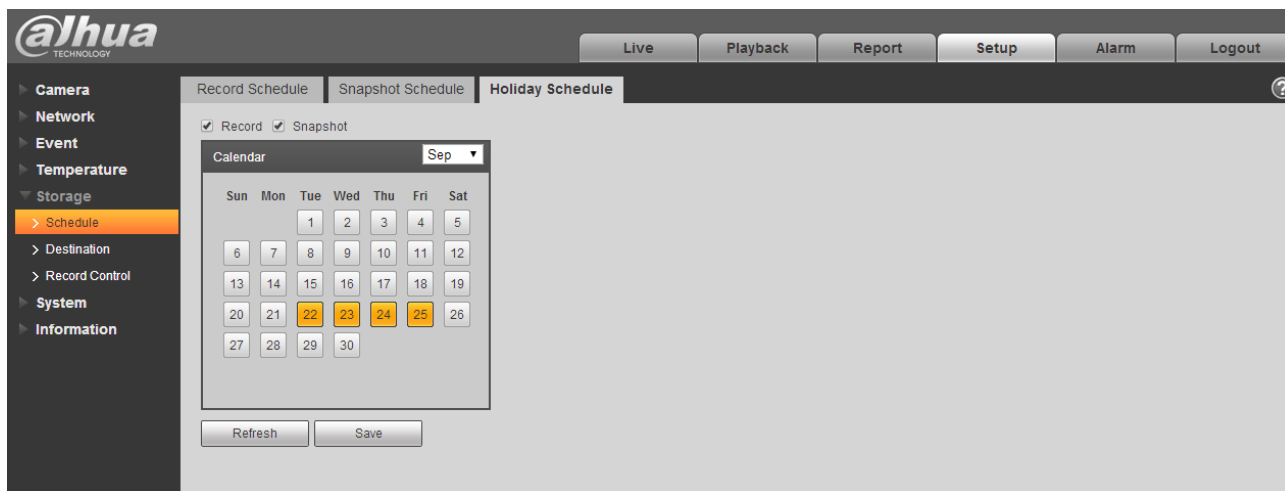 alhua
TECHNOLOGY
Live Playback Report Setup Alarm Logout
Camera
Network
Event
Temperature
Storage
Schedule
Destination
Record Control
System
Information
Record Schedule Snapshot Schedule Holiday Schedule
?
Record Snapshot
Calendar Sep
Sun Mon Tue Wed Thu Fri Sat
1 2 3 4 5
6 7 8 9 10 11 12
13 14 15 16 17 18 19
20 21 22 23 24 25 26
27 28 29 30
Refresh Save